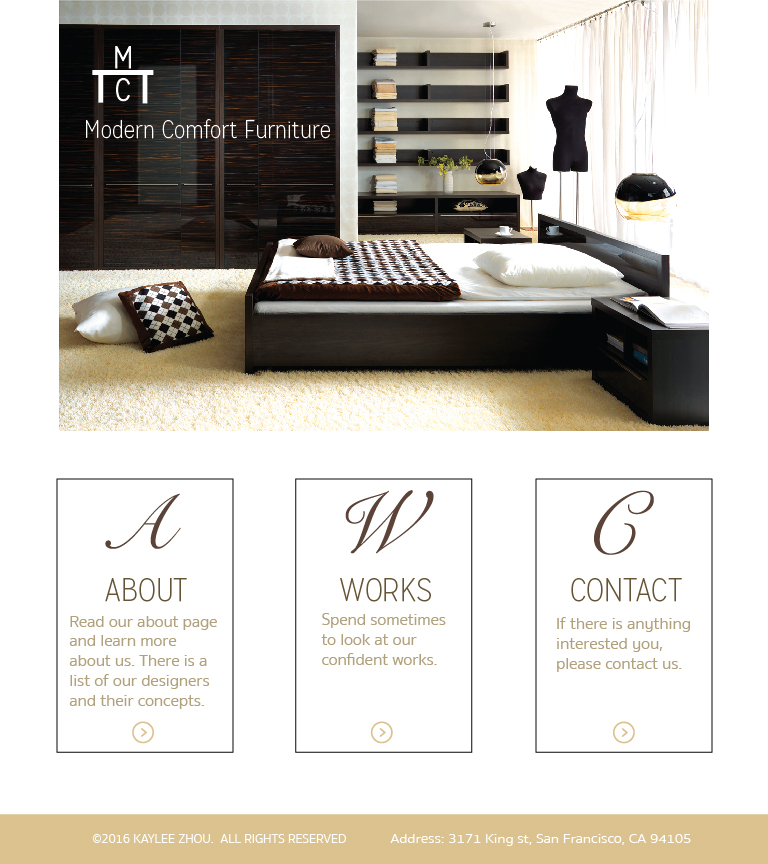 M
TCT
Modern Comfort Furniture
A
ABOUT
Read our about page
and learn more
about us. There is a
list of our designers
and their concepts.
W
WORKS
Spend sometimes
to look at our
confident works.
C
CONTACT
If there is anything
interested you,
please contact us.
©2016 KAYLEE ZHOU. ALL RIGHTS RESERVED
Address: 3171 King st, San Francisco, CA 94105